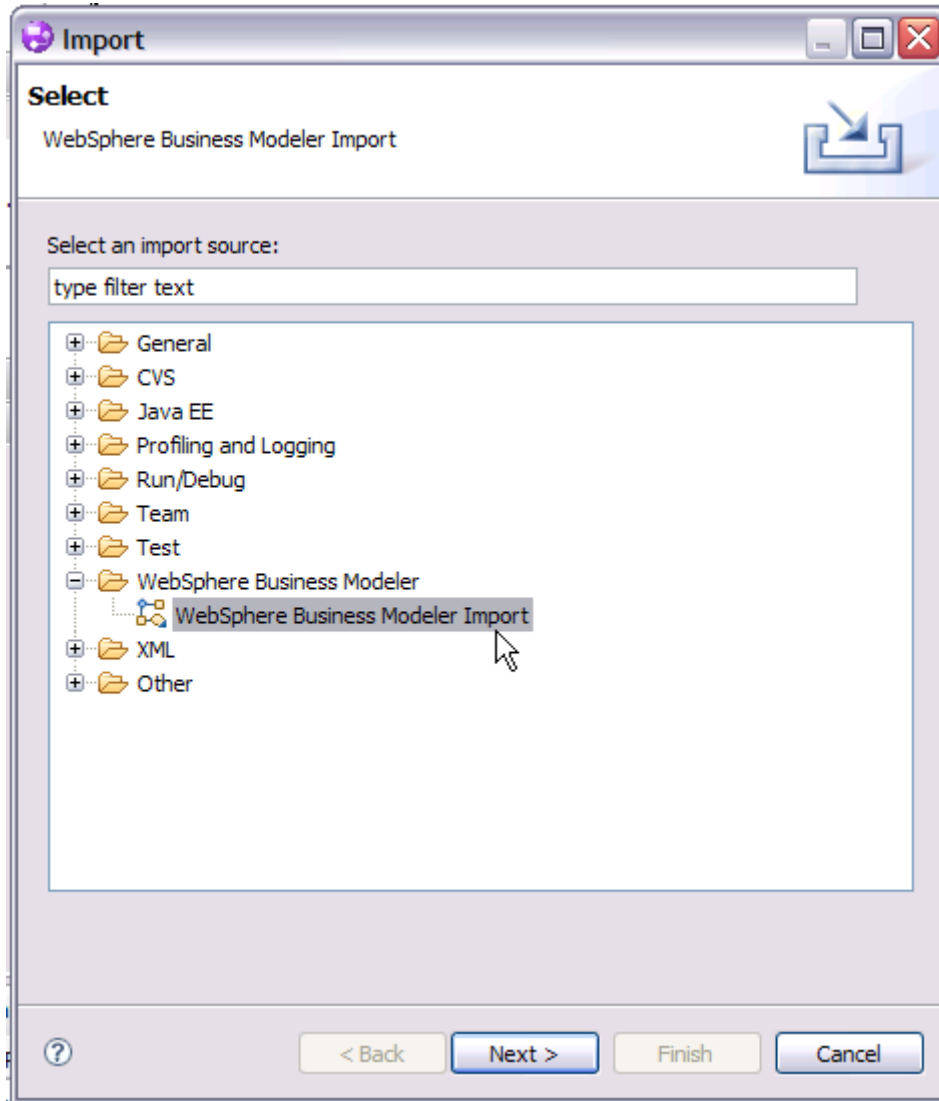 Import
Select
WebSphere Business Modeler Import
Select an import source:
type filter text
General
CVS
Java EE
Profiling and Logging
Run/Debug
Team
Test
WebSphere Business Modeler
WebSphere Business Modeler Import
XML
Other
? < Back Next > Finish Cancel